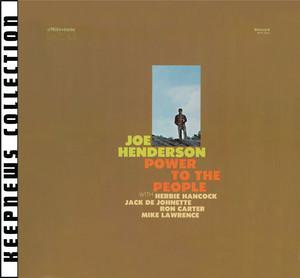 KEEPNEWS COLLECTION
JOE
HENDERSON
POWER
TO THE
PEOPLE
WITH HERBIE HANCOCK
JACK DE JOHNETTE
RON CARTER
MIKE LAWRENCE